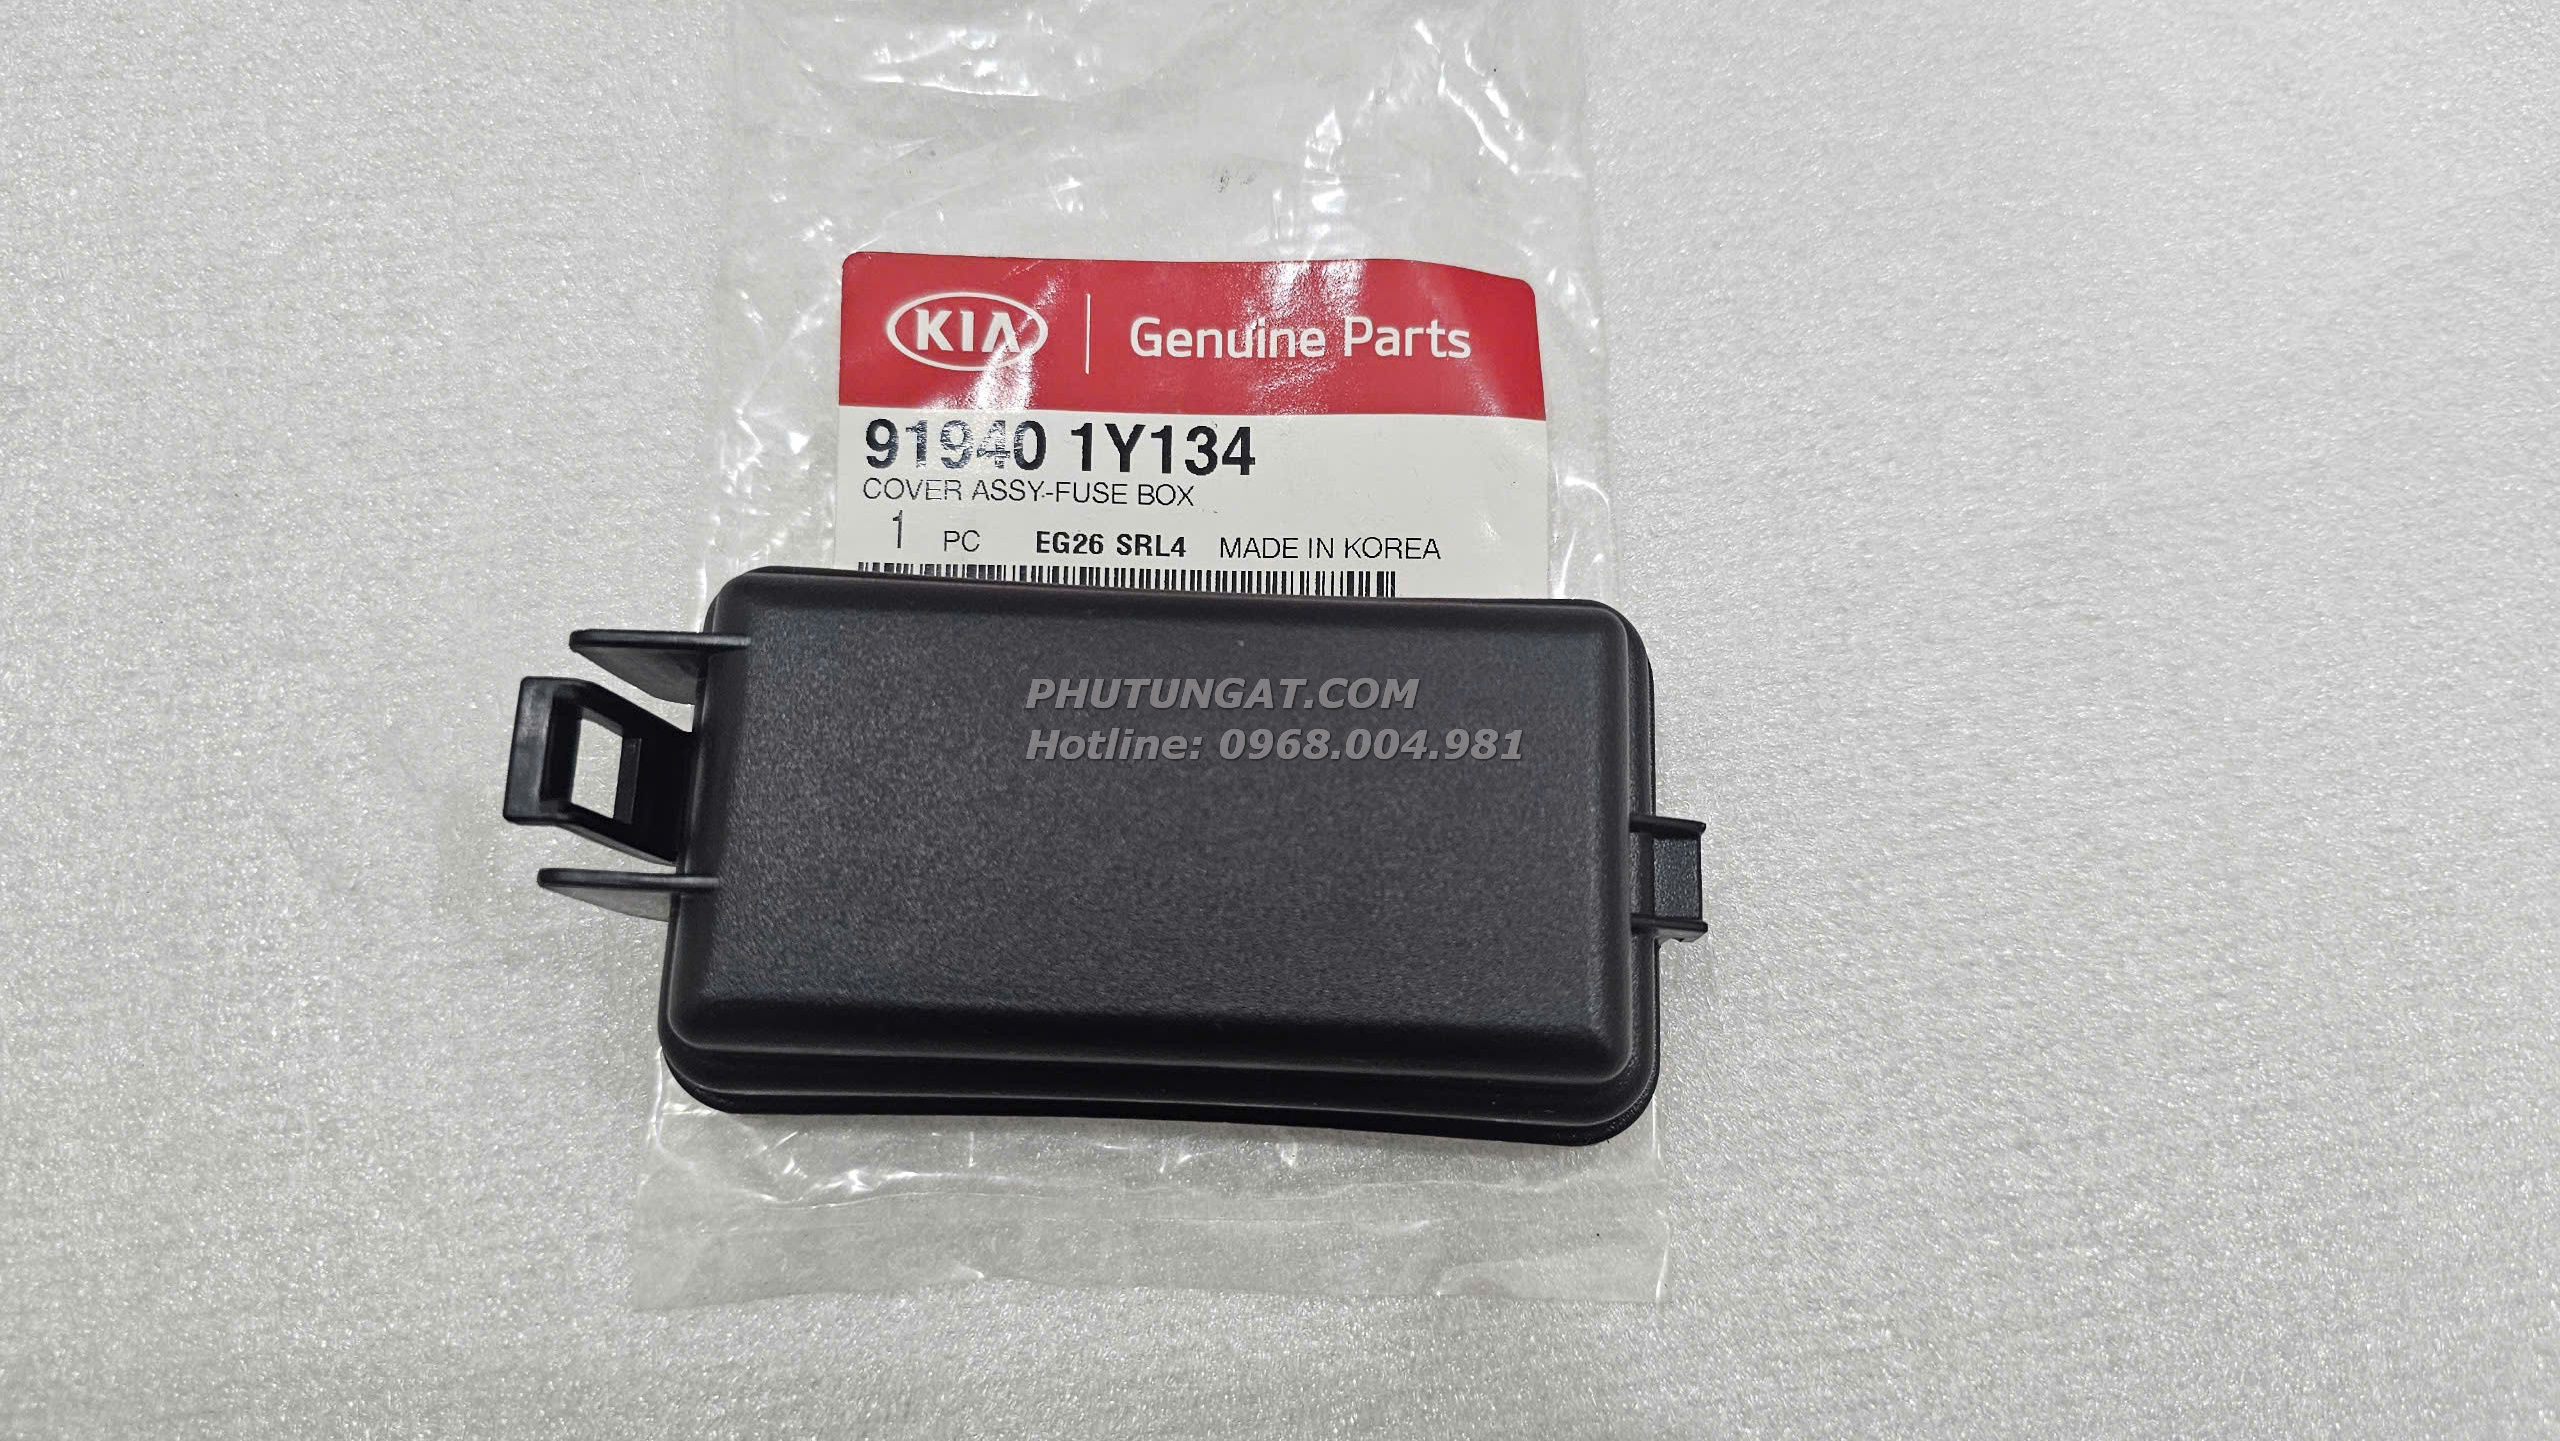 KIA Genuine Parts
91940 1Y134
COVER ASSY-FUSE BOX
1 PC EG26 SRL4 MADE IN KOREA
PHUTUNGAT.COM
Hotline: 0968.004.981